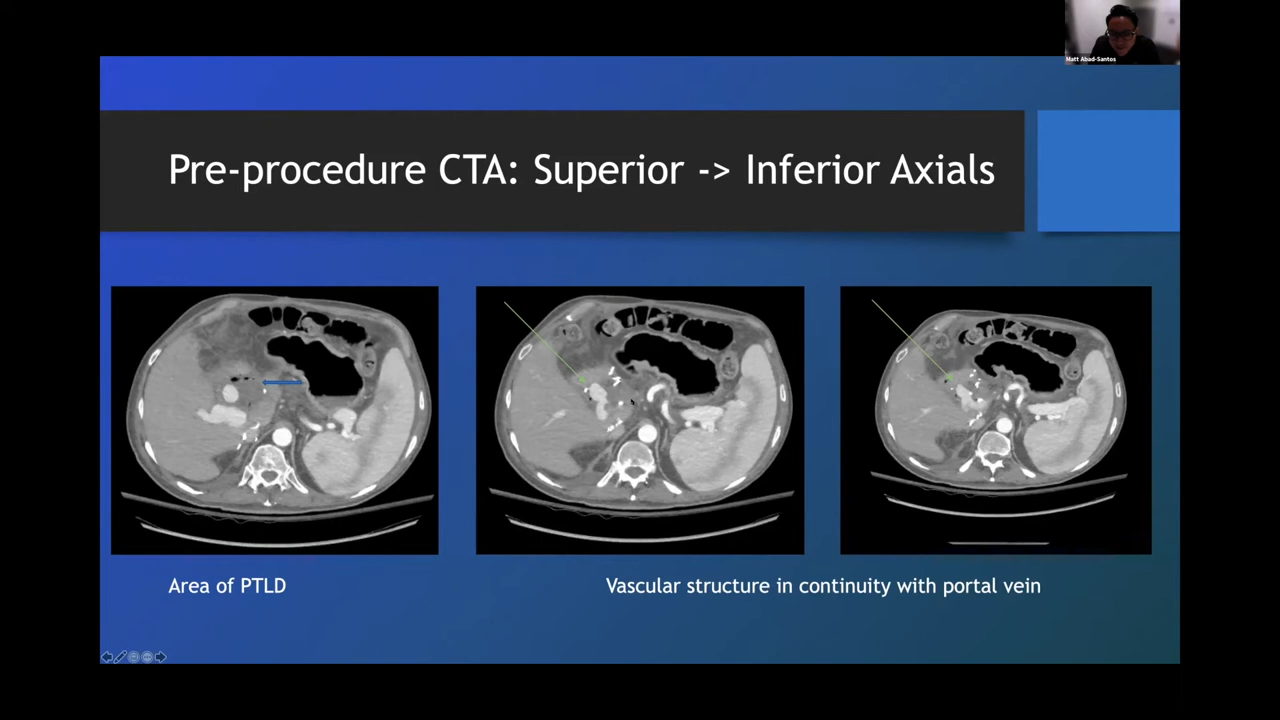 Matt Abad-Santos
Pre-procedure CTA: Superior -> Inferior Axials
Area of PTLD
Vascular structure in continuity with portal vein